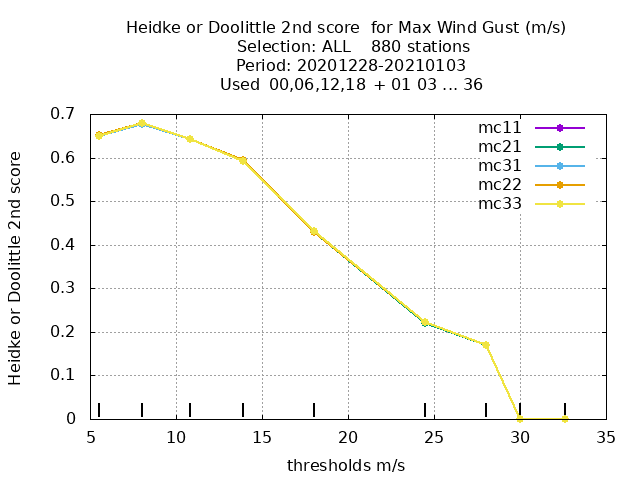 Heidke or Doolittle 2nd score for Max Wind Gust (m/s)
Selection: ALL 880 stations
Period: 20201228-20210103
Used 00,06,12,18 + 01 03 ... 36
mc11
mc21
mc31
mc22
mc33
Heidke or Doolittle 2nd score
0.7
0.6
0.5
0.4
0.3
0.2
0.1
0
5 10 15 20 25 30 35
thresholds m/s